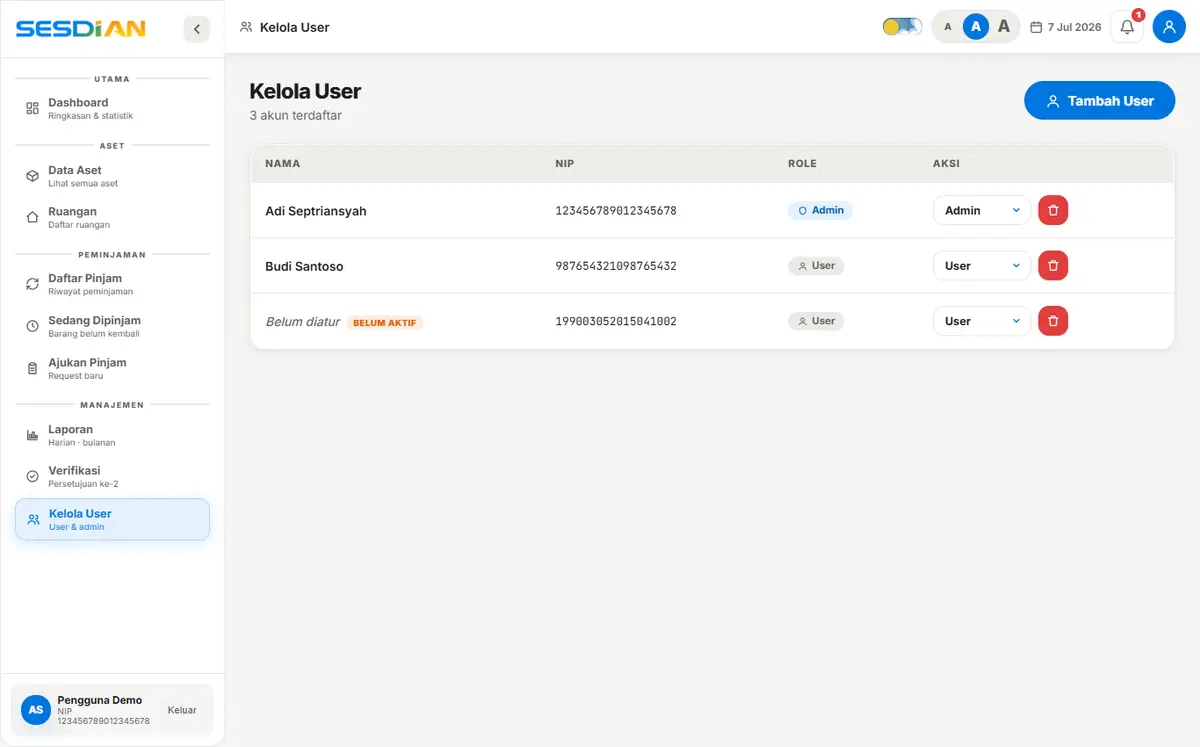 SESDiAN
UTAMA
Dashboard
Ringkasan & statistik
ASET
Data Aset
Lihat semua aset
Ruangan
Daftar ruangan
PEMINJAMAN
Daftar Pinjam
Riwayat peminjaman
Sedang Dipinjam
Barang belum kembali
Ajukan Pinjam
Request baru
MANAJEMEN
Laporan
Harian - bulanan
Verifikasi
Persetujuan ke-2
Kelola User
User & admin
AS
Pengguna Demo
NIP
123456789012345678
Keluar
Kelola User
A A A
7 Jul 2026
1
Kelola User
3 akun terdaftar
Tambah User
NAMA NIP ROLE AKSI
Adi Septriansyah 123456789012345678 Admin Admin
Budi Santoso 987654321098765432 User User
Belum diatur BELUM AKTIF 199003052015041002 User User